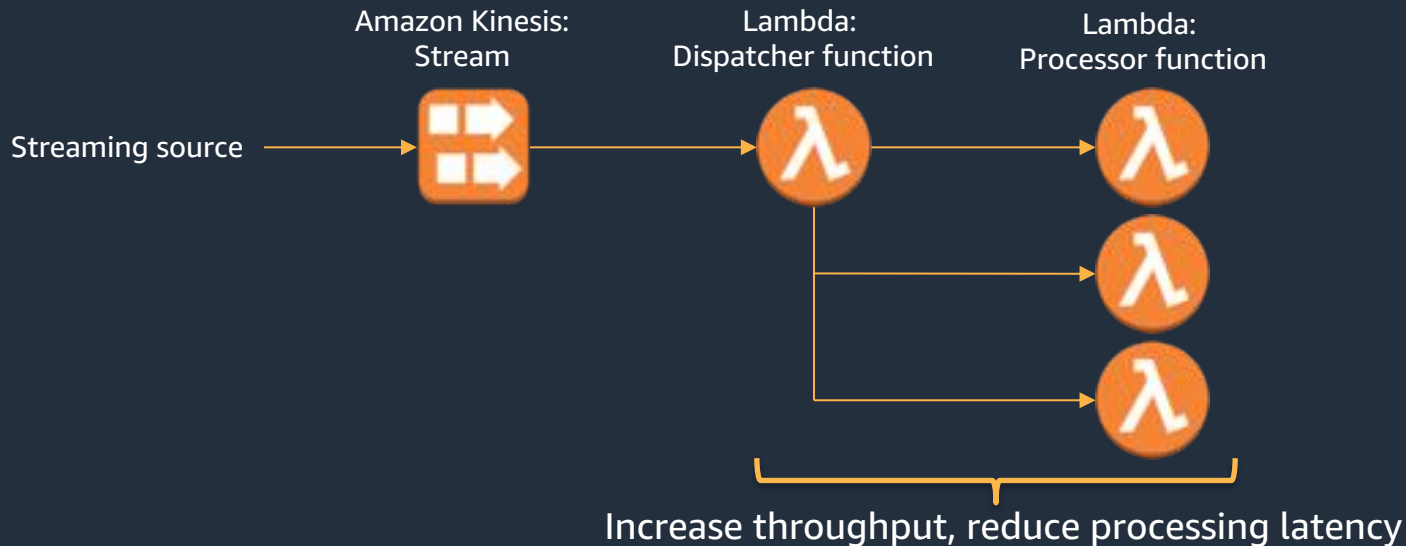 Amazon Kinesis:
Stream
Lambda:
Dispatcher function
Lambda:
Processor function
Streaming source
λ
λ
λ
λ
Increase throughput, reduce processing latency